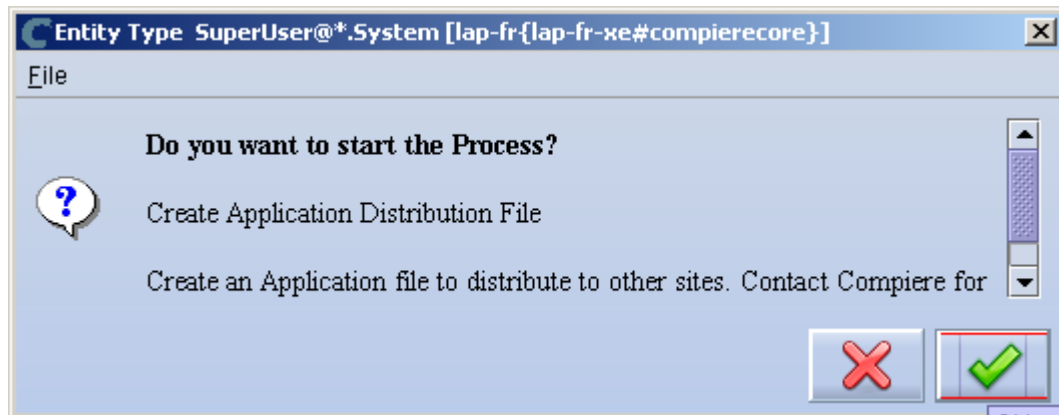 Entity Type SuperUser@*.System [lap-fr{lap-fr-xe#compierecore}]
File
Do you want to start the Process?
Create Application Distribution File
Create an Application file to distribute to other sites. Contact Compiere for